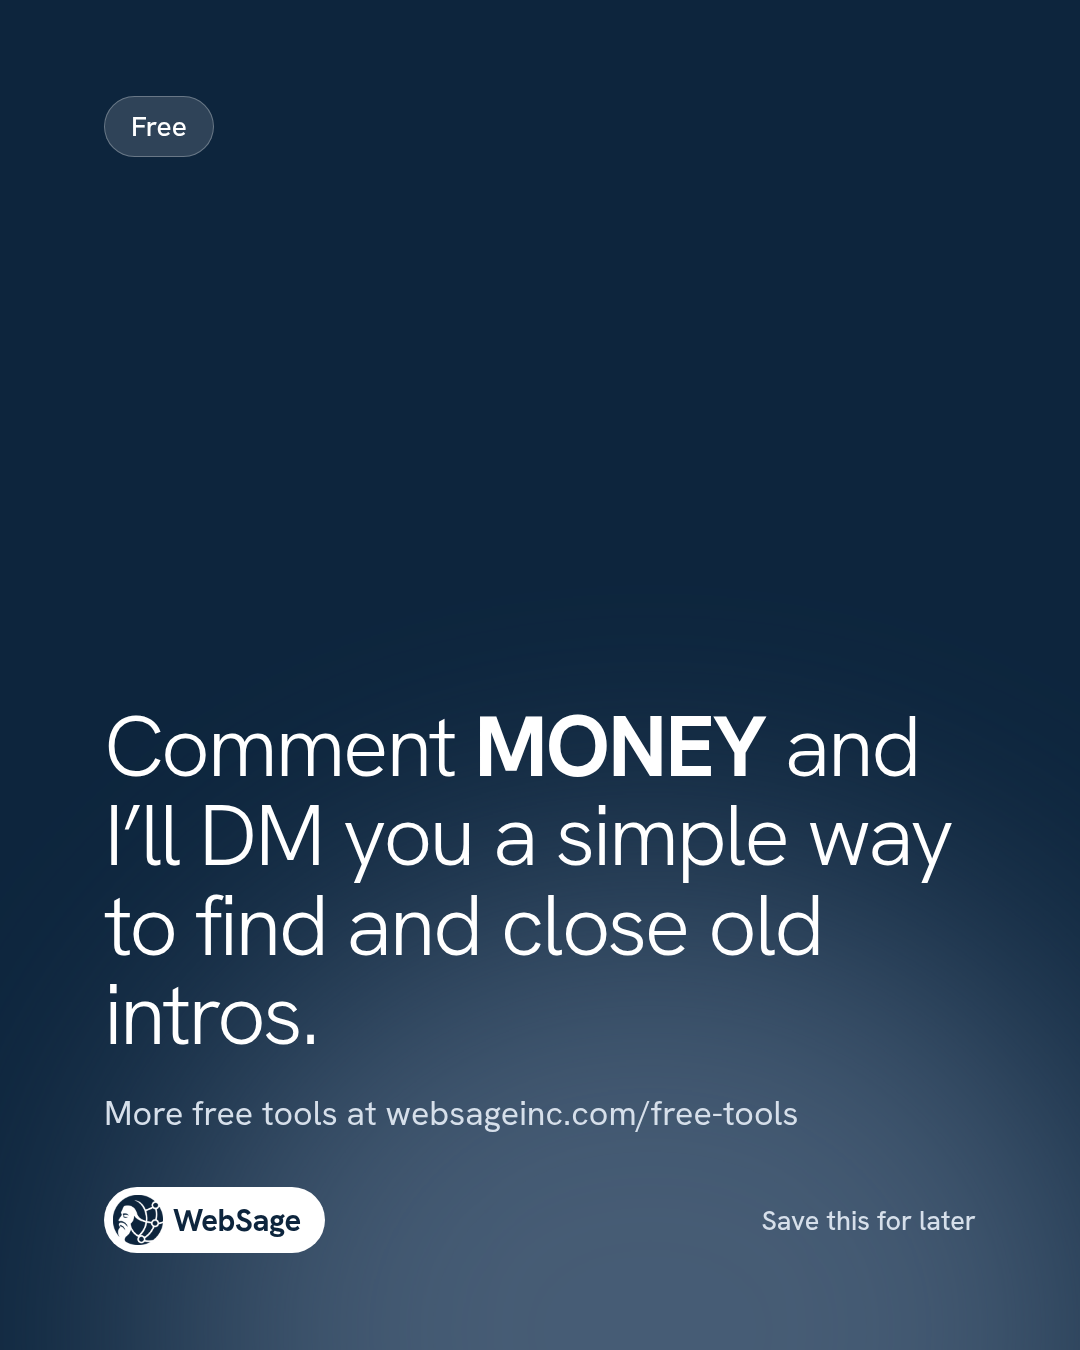 Free
Comment MONEY and
I’ll DM you a simple way
to find and close old
intros.
More free tools at websageinc.com/free-tools
WebSage
Save this for later